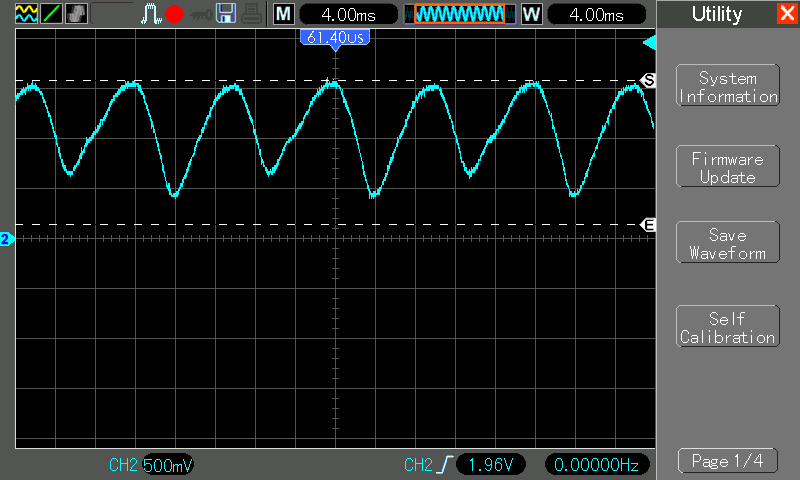 M 4.00ms W 4.00ms Utility
61.40us
S
System
Information
Firmware
Update
E
2
Save
Waveform
Self
Calibration
CH2 500mV CH2 1.96V 0.00000Hz
Page 1/4